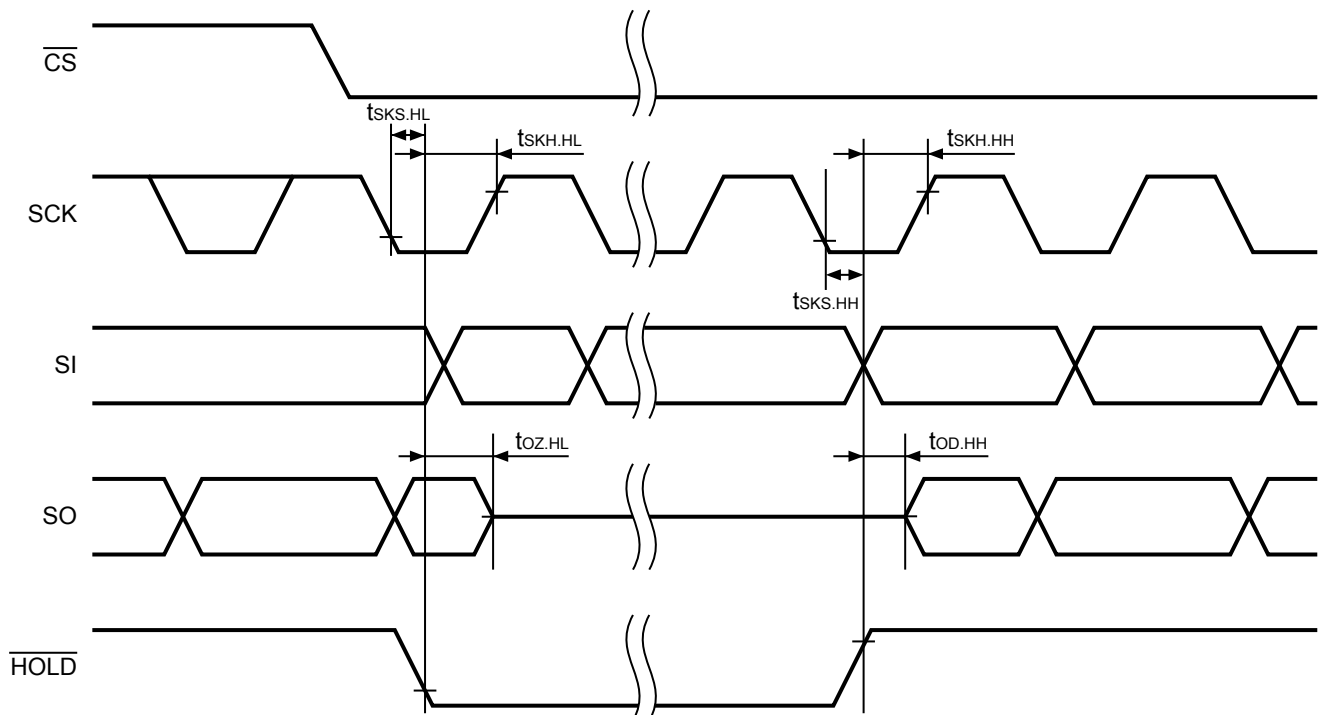 CS
tSKS.HL
tSKH.HL
tSKH.HH
SCK
tSKS.HH
SI
tOZ.HL
tOD.HH
SO
HOLD